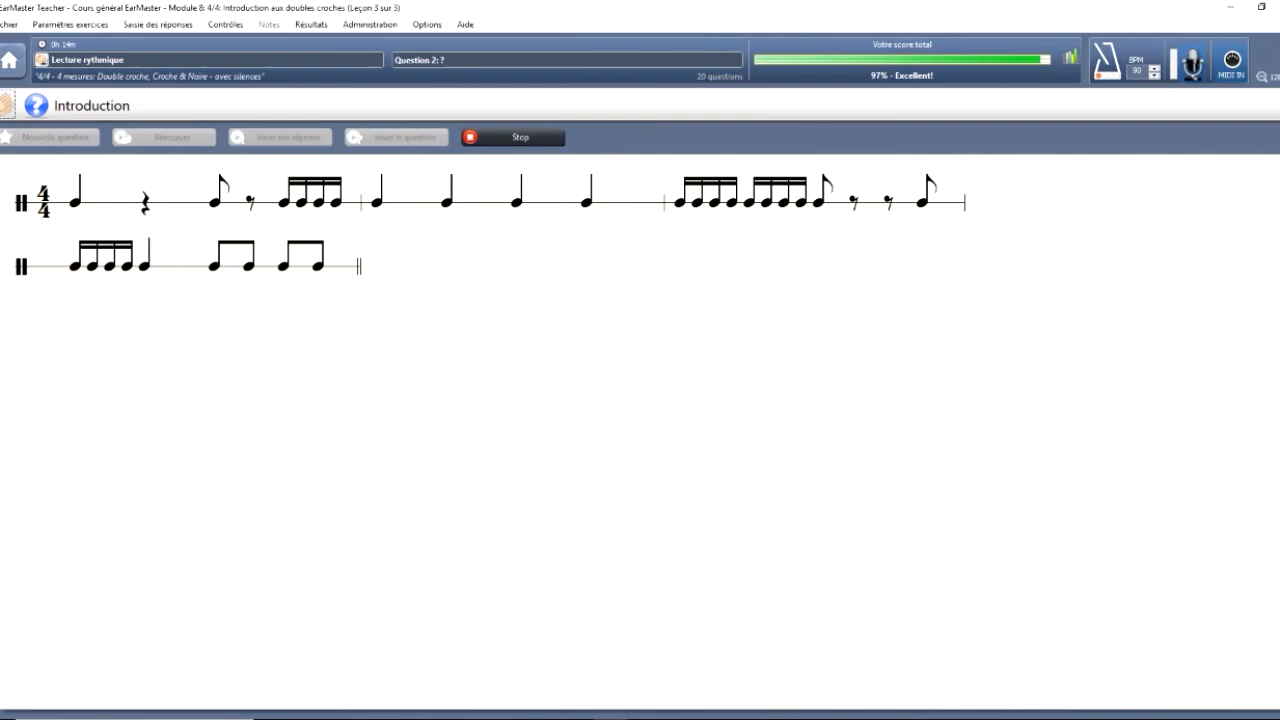 EarMaster Teacher - Cours général EarMaster - Module 8: 4/4: Introduction aux doubles croches (Leçon 3 sur 3)
chier Paramètres exercices Saisie des réponses Contrôles Notes Résultats Administration Options Aide
0h 14m
Lecture rythmique
Question 2: ?
"4/4 - 4 mesures: Double croche, Croche & Noire - avec silences"
20 questions
Votre score total
97% - Excellent!
BPM
90
MIDI IN
120
Introduction
Nouvelle question Réessayer Jouer ma réponse Jouer la question Stop
4
4